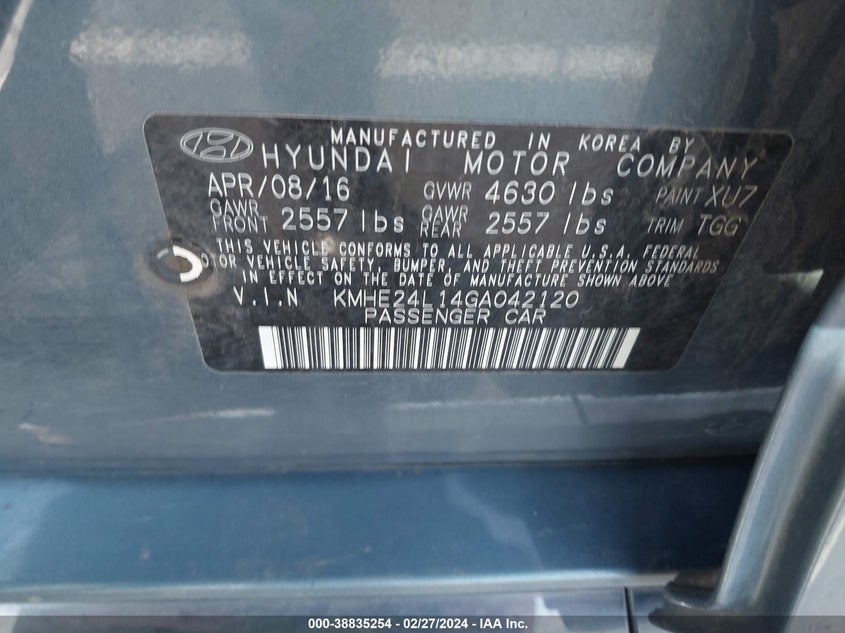 MANUFACTURED IN KOREA BY
HYUNDAI MOTOR COMPANY
APR/08/16 GVWR 4630 lbs PAINT XU7
GAWR FRONT 2557 lbs GAWR REAR 2557 lbs TRIM TGG
THIS VEHICLE CONFORMS TO ALL APPLICABLE U.S.A. FEDERAL
OTOR VEHICLE SAFETY, BUMPER, AND THEFT PREVENTION STANDARDS
IN EFFECT ON THE DATE OF MANUFACTURE SHOWN ABOVE
V.I.N KMHE24L14GA042120
PASSENGER CAR
000-38835254 - 02/27/2024 - IAA Inc.